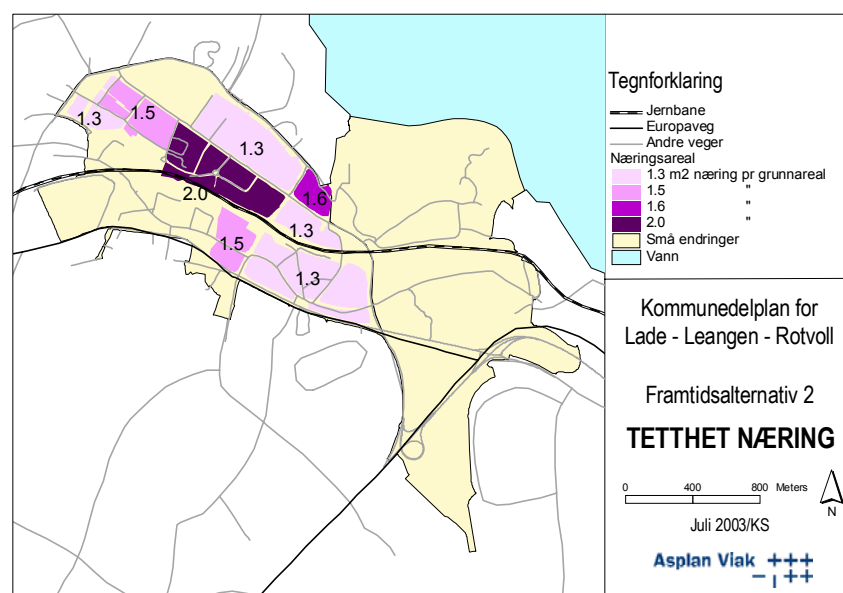 1.3
1.5
1.3
2.0
1.6
1.3
1.5
1.3
Tegnforklaring
Jernbane
Europaveg
Andre veger
Næringsareal
1.3 m2 næring pr grunnareal
1.5 "
1.6 "
2.0 "
Små endringer
Vann
Kommunedelplan for
Lade - Leangen - Rotvoll
Framtidsalternativ 2
TETTHET NÆRING
0 400 800 Meters
N
Juli 2003/KS
Asplan Viak